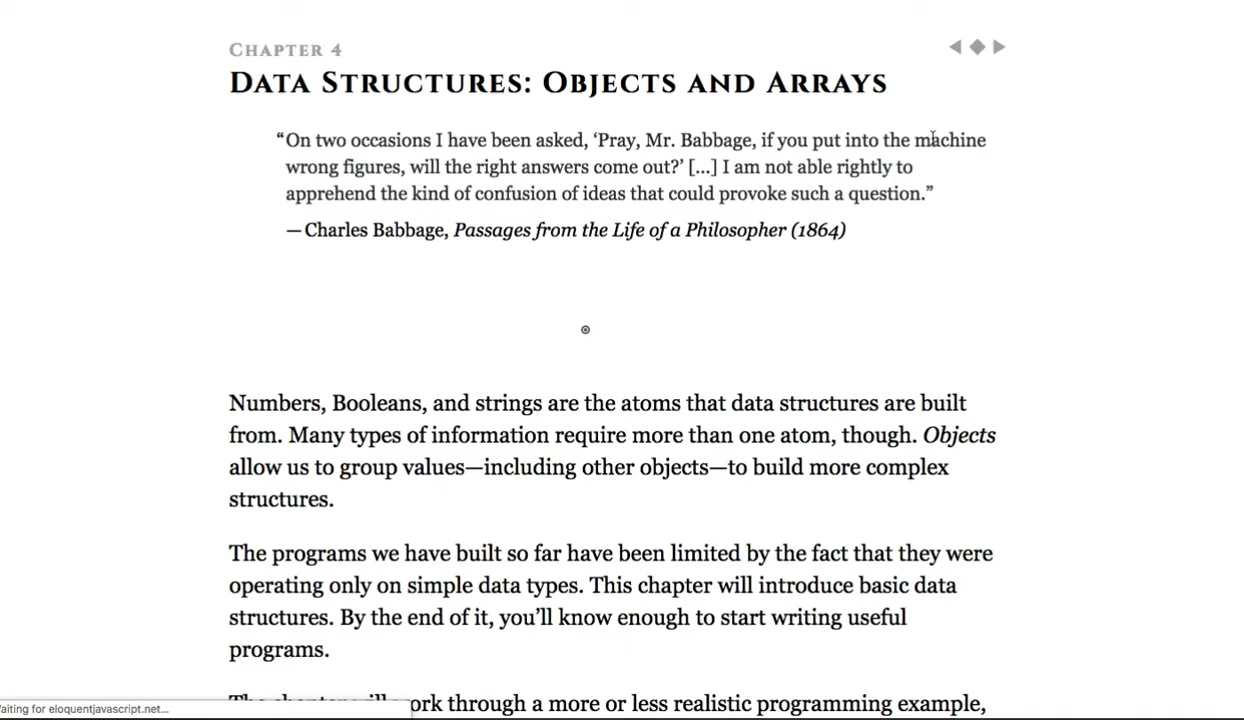 Chapter 4
Data Structures: Objects and Arrays
“On two occasions I have been asked, ‘Pray, Mr. Babbage, if you put into the machine
wrong figures, will the right answers come out?’ [...] I am not able rightly to
apprehend the kind of confusion of ideas that could provoke such a question.”
— Charles Babbage, Passages from the Life of a Philosopher (1864)
Numbers, Booleans, and strings are the atoms that data structures are built
from. Many types of information require more than one atom, though. Objects
allow us to group values—including other objects—to build more complex
structures.
The programs we have built so far have been limited by the fact that they were
operating only on simple data types. This chapter will introduce basic data
structures. By the end of it, you’ll know enough to start writing useful
programs.
ork through a more or less realistic programming example,
aiting for eloquentjavascript.net...